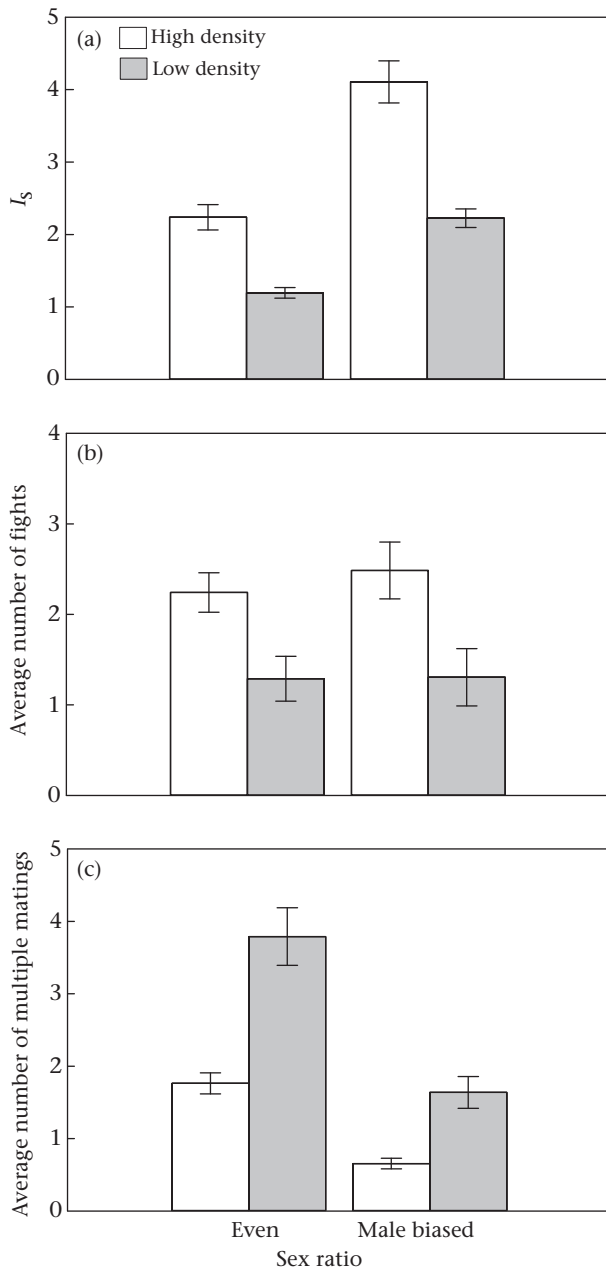 (a)
High density
Low density
5
4
3
2
1
0
I_s
(b)
4
3
2
1
0
Average number of fights
(c)
5
4
3
2
1
0
Average number of multiple matings
Even Male biased
Sex ratio